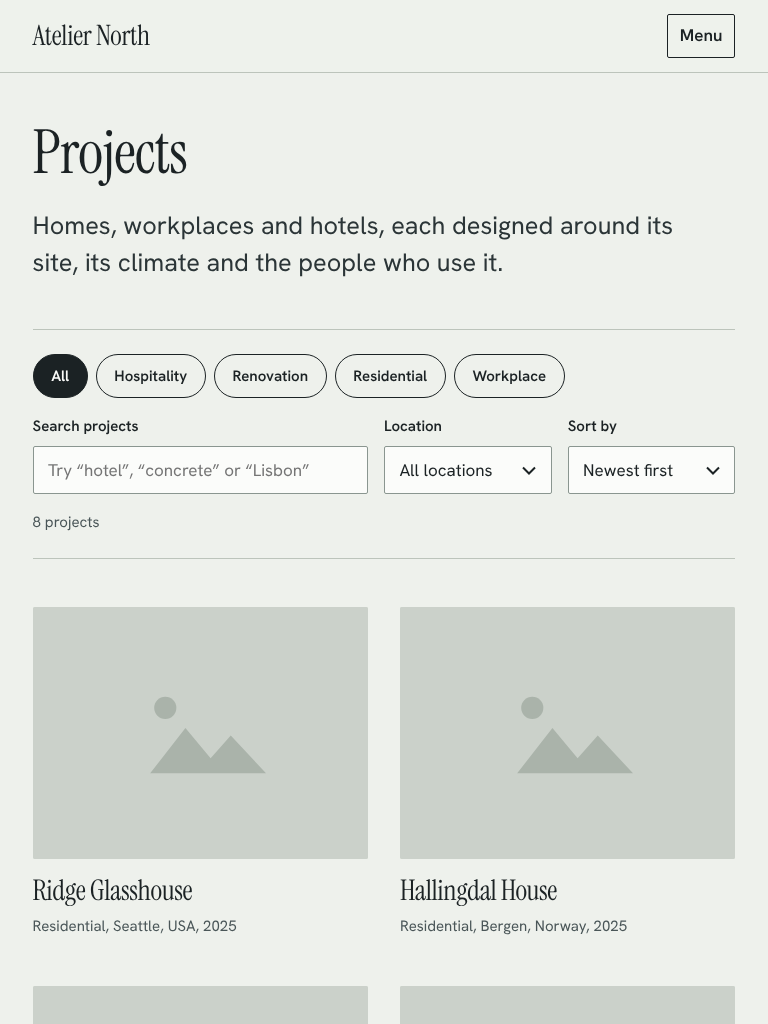 Atelier North
Menu
Projects
Homes, workplaces and hotels, each designed around its
site, its climate and the people who use it.
All
Hospitality
Renovation
Residential
Workplace
Search projects
Location
Sort by
Try “hotel”, “concrete” or “Lisbon”
All locations
Newest first
8 projects
Ridge Glasshouse
Residential, Seattle, USA, 2025
Hallingdal House
Residential, Bergen, Norway, 2025